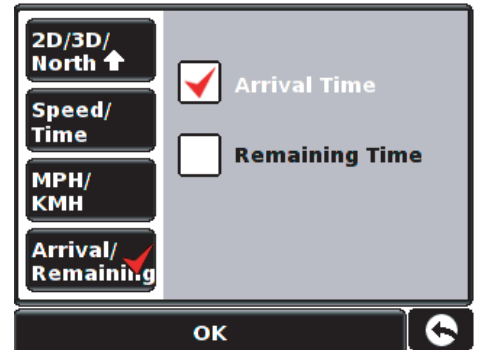 2D/3D/
North
Speed/
Time
MPH/
KMH
Arrival/
Remaining
Arrival Time
Remaining Time
OK